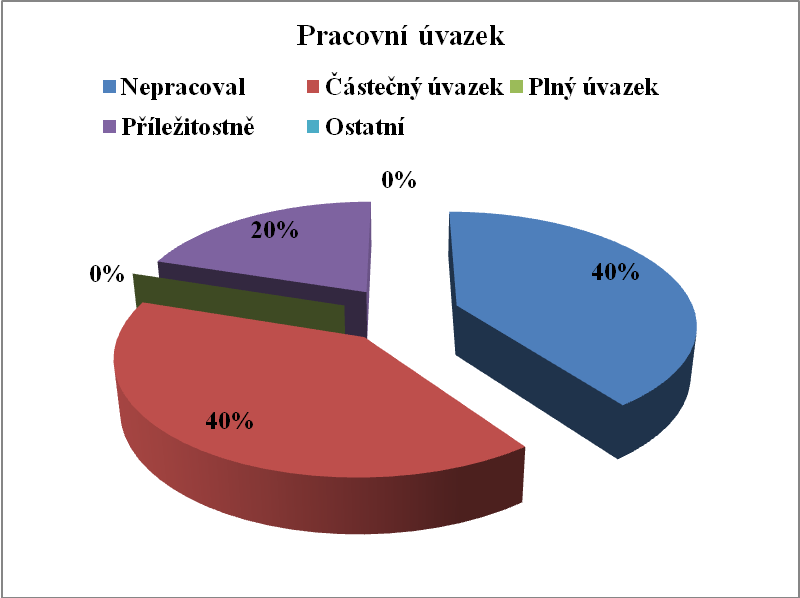 Pracovní úvazek
Nepracoval Částečný úvazek Plný úvazek
Příležitostně Ostatní
0%
20%
40%
0%
40%